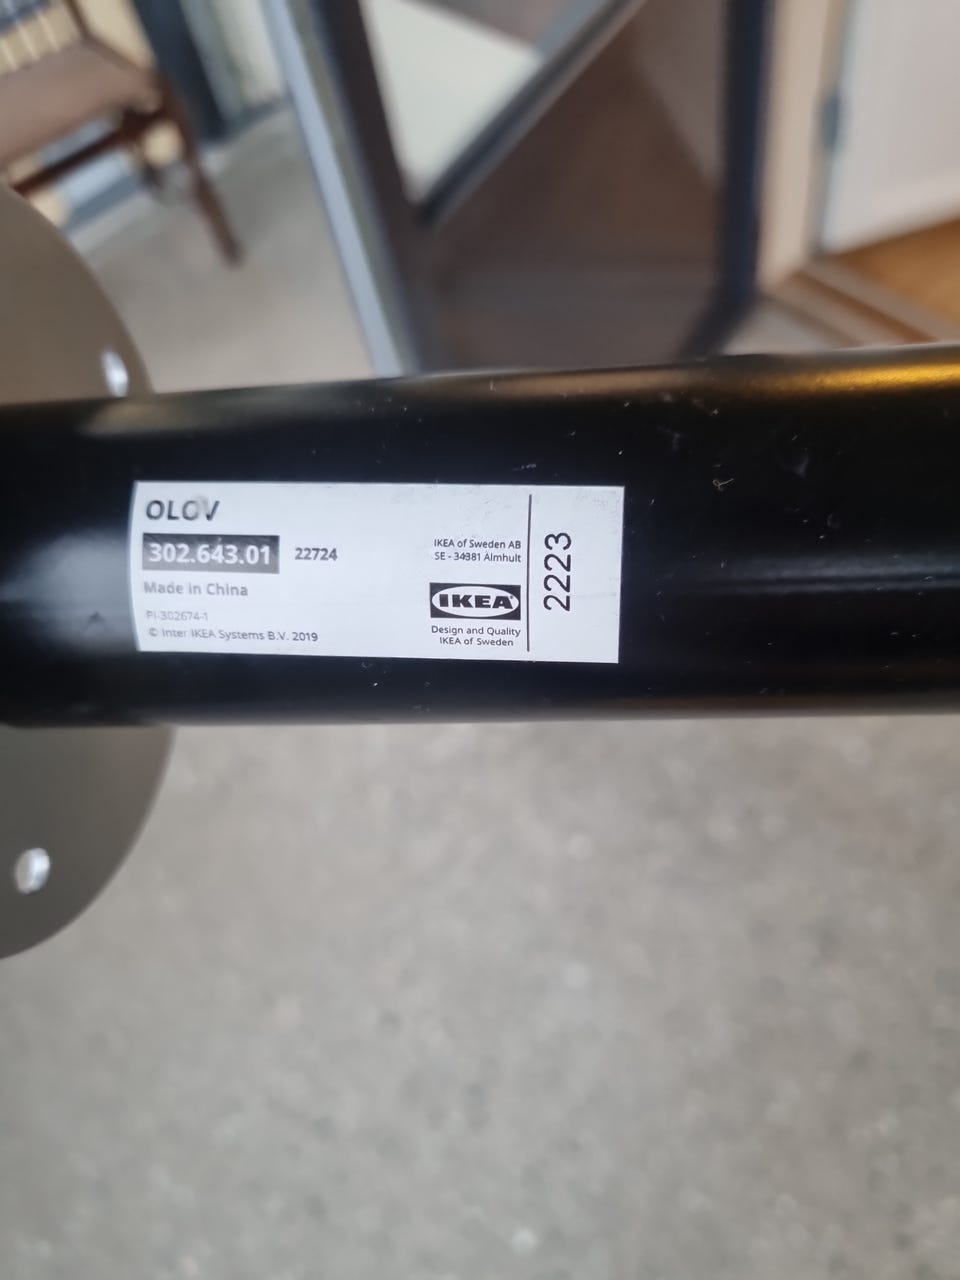 OLOV
302.643.01 22724
Made in China
PI-302674-1
© Inter IKEA Systems B.V. 2019
IKEA of Sweden AB
SE - 34381 Älmhult
IKEA
Design and Quality
IKEA of Sweden
2223